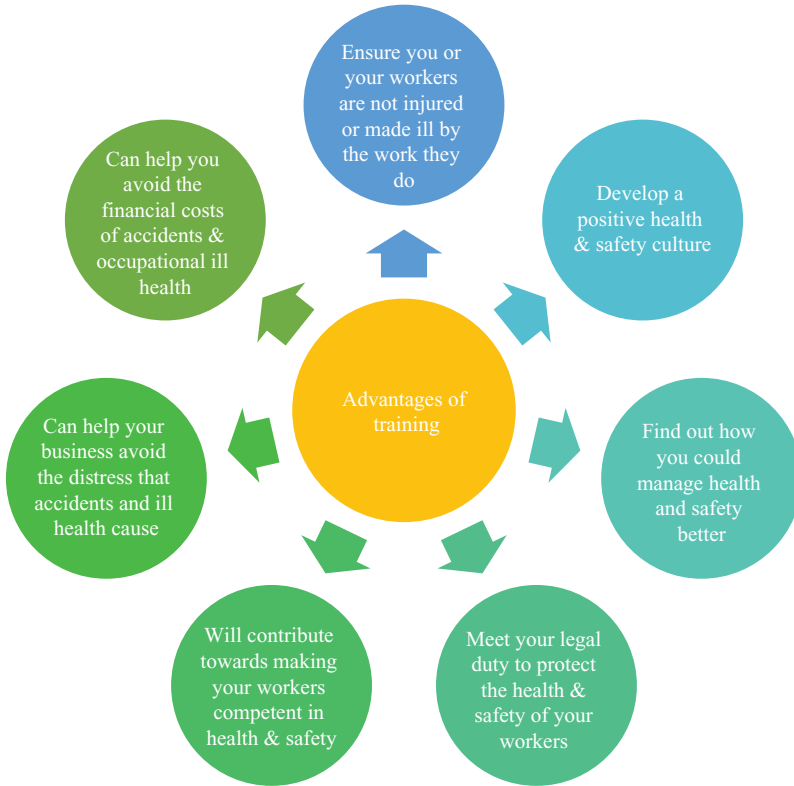 Ensure you or
your workers
are not injured
or made ill by
the work they
do
Develop a
positive health
& safety culture
Find out how
you could
manage health
and safety
better
Meet your legal
duty to protect
the health &
safety of your
workers
Will contribute
towards making
your workers
competent in
health & safety
Can help your
business avoid
the distress that
accidents and ill
health cause
Can help you
avoid the
financial costs
of accidents &
occupational ill
health
Advantages of
training